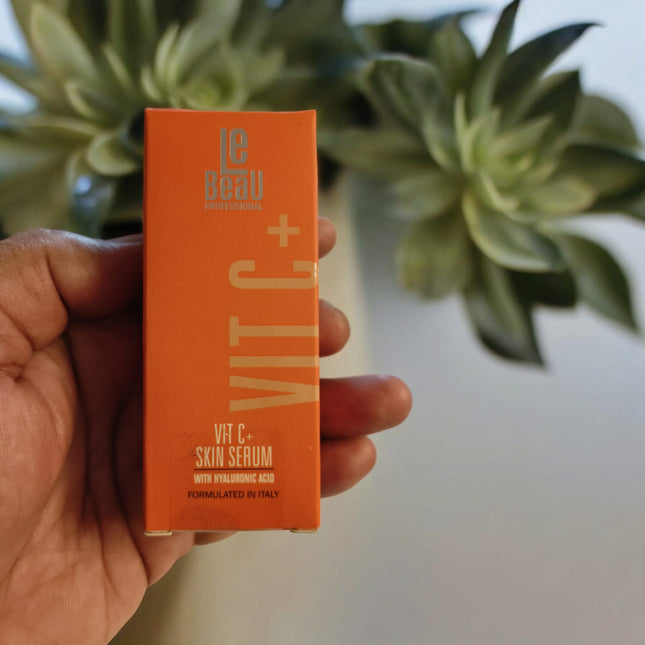 Le
Beau
PROFESSIONAL
VIT C+
VIT C+
SKIN SERUM
WITH HYALURONIC ACID
FORMULATED IN ITALY